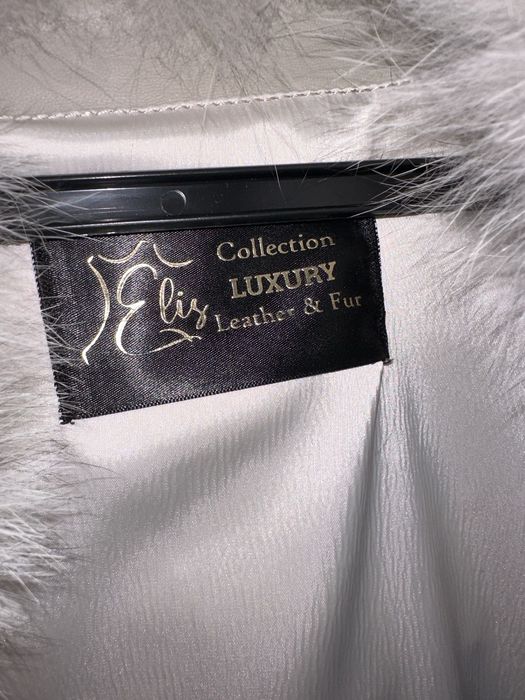 Elis
Collection
LUXURY
Leather & Fur